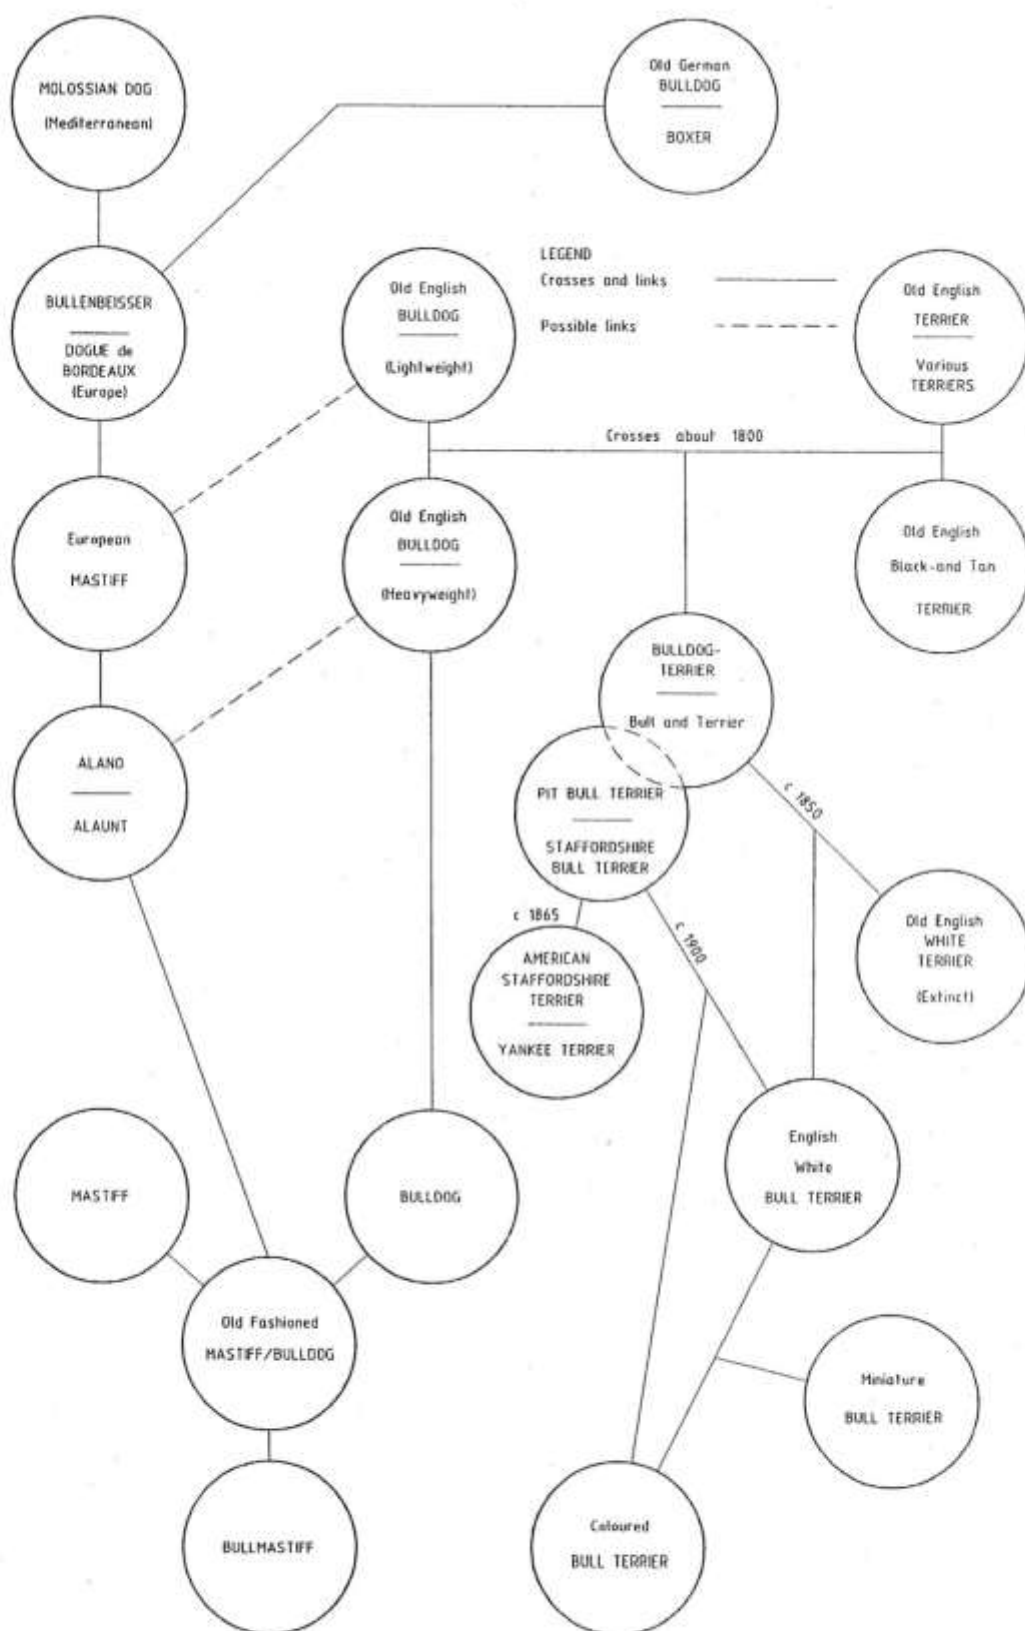 MOLOSSIAN DOG
(Mediterranean)
Old German
BULLDOG
BOXER
BULLENBEISSER
DOGUE de
BORDEAUX
(Europe)
Old English
BULLDOG
(Lightweight)
LEGEND
Crosses and links
Possible links
Old English
TERRIER
Various
TERRIERS
Crosses about 1800
European
MASTIFF
Old English
BULLDOG
(Heavyweight)
Old English
Black-and Tan
TERRIER
BULLDOG-
TERRIER
Bull and Terrier
ALANO
ALAUNT
PIT BULL TERRIER
STAFFORDSHIRE
BULL TERRIER
c 1850
c 1865
c 1900
AMERICAN
STAFFORDSHIRE
TERRIER
YANKEE TERRIER
Old English
WHITE
TERRIER
(Extinct)
MASTIFF
BULLDOG
English
White
BULL TERRIER
Old Fashioned
MASTIFF/BULLDOG
Miniature
BULL TERRIER
BULLMASTIFF
Coloured
BULL TERRIER